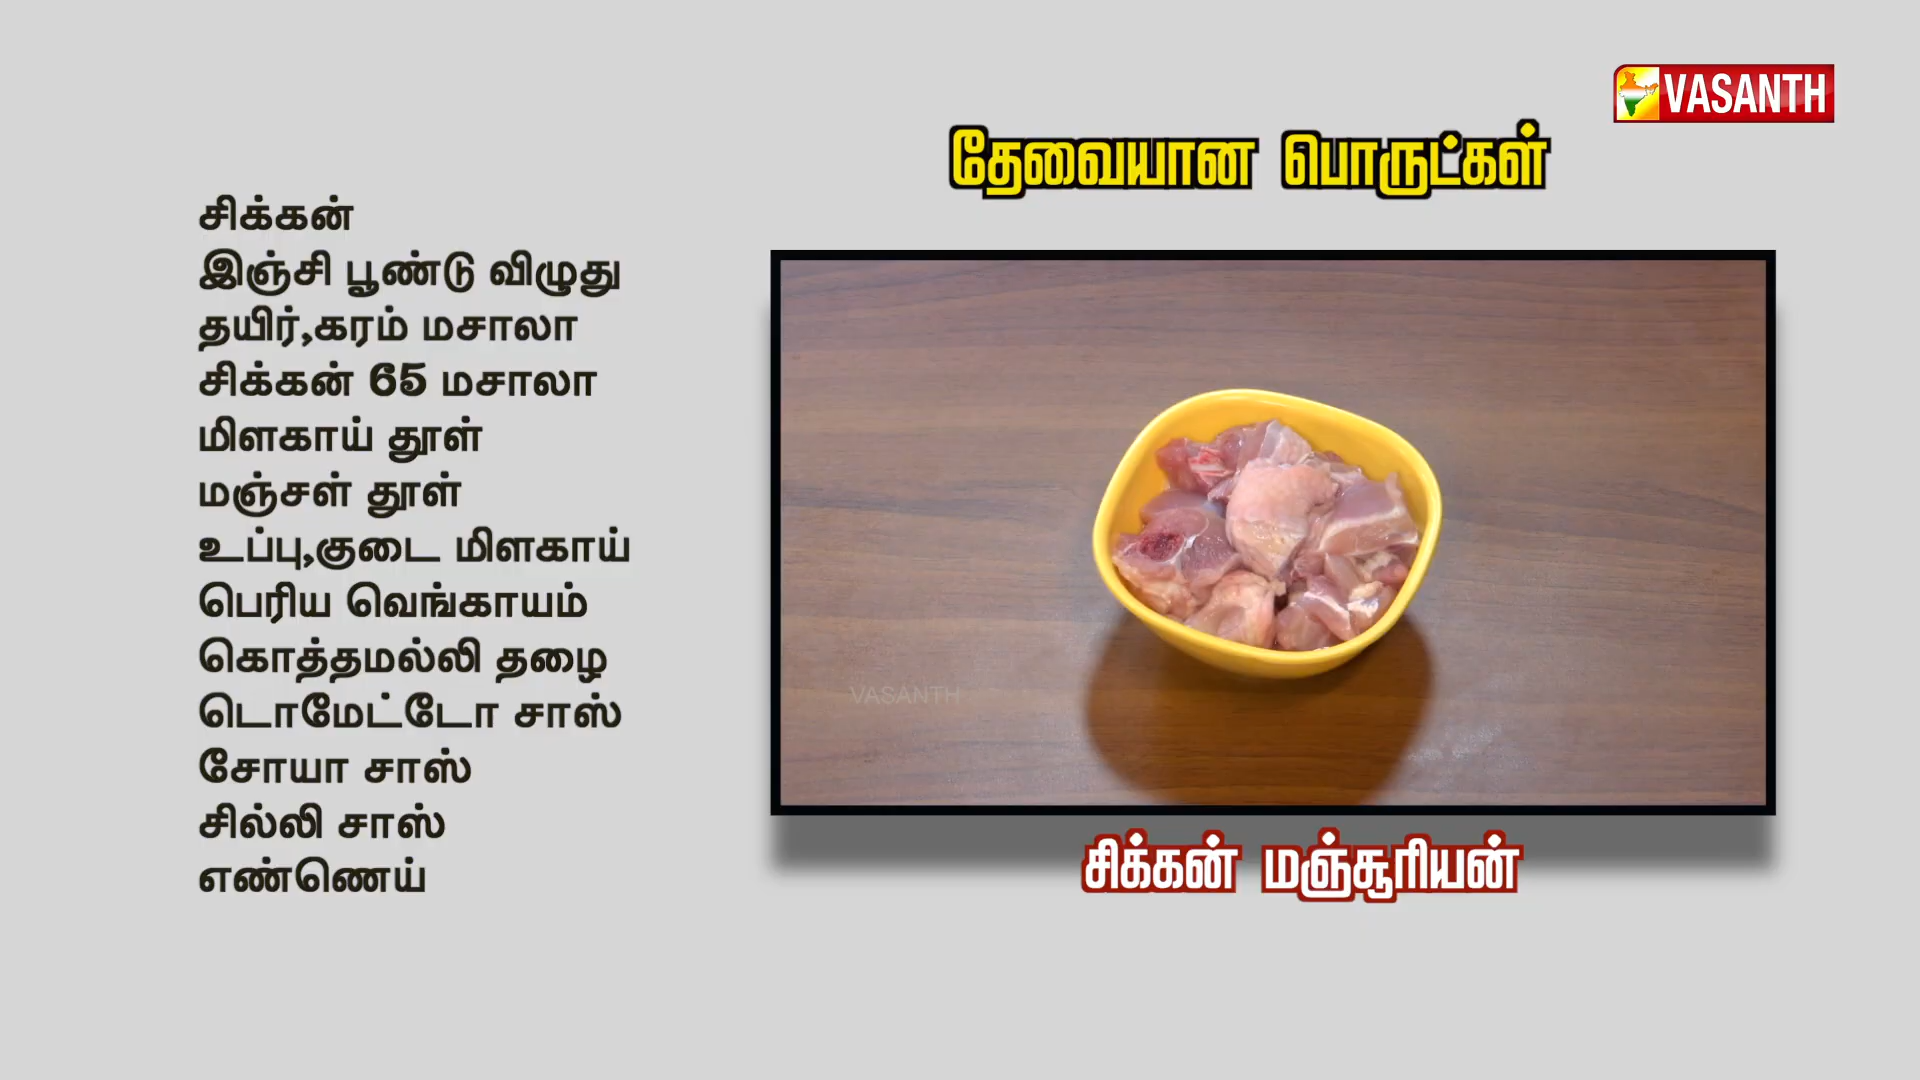 VASANTH
தேவையான பொருட்கள்
சிக்கன்
இஞ்சி பூண்டு விழுது
தயிர்,கரம் மசாலா
சிக்கன் 65 மசாலா
மிளகாய் தூள்
மஞ்சள் தூள்
உப்பு,குடை மிளகாய்
பெரிய வெங்காயம்
கொத்தமல்லி தழை
டொமேட்டோ சாஸ்
சோயா சாஸ்
சில்லி சாஸ்
எண்ணெய்
VASANTH
சிக்கன் மஞ்சூரியன்